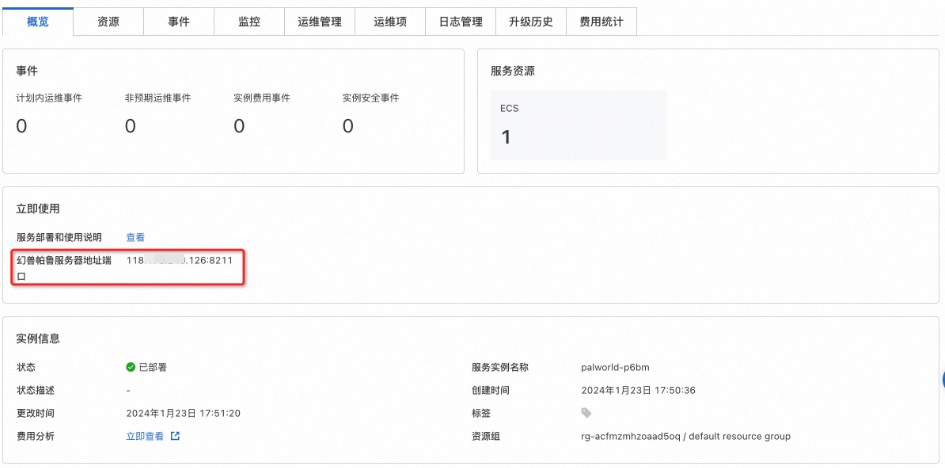 概览 资源 事件 监控 运维管理 运维项 日志管理 升级历史 费用统计
事件
计划内运维事件 非预期运维事件 实例费用事件 实例安全事件
0 0 0 0
服务资源
ECS
1
立即使用
服务部署和使用说明 查看
幻兽帕鲁服务器地址端口 118. .126:8211
实例信息
状态 已部署 服务实例名称 palworld-p6bm
状态描述 - 创建时间 2024年1月23日 17:50:36
更改时间 2024年1月23日 17:51:20 标签
费用分析 立即查看 资源组 rg-acfmzmhzoaad5oq / default resource group